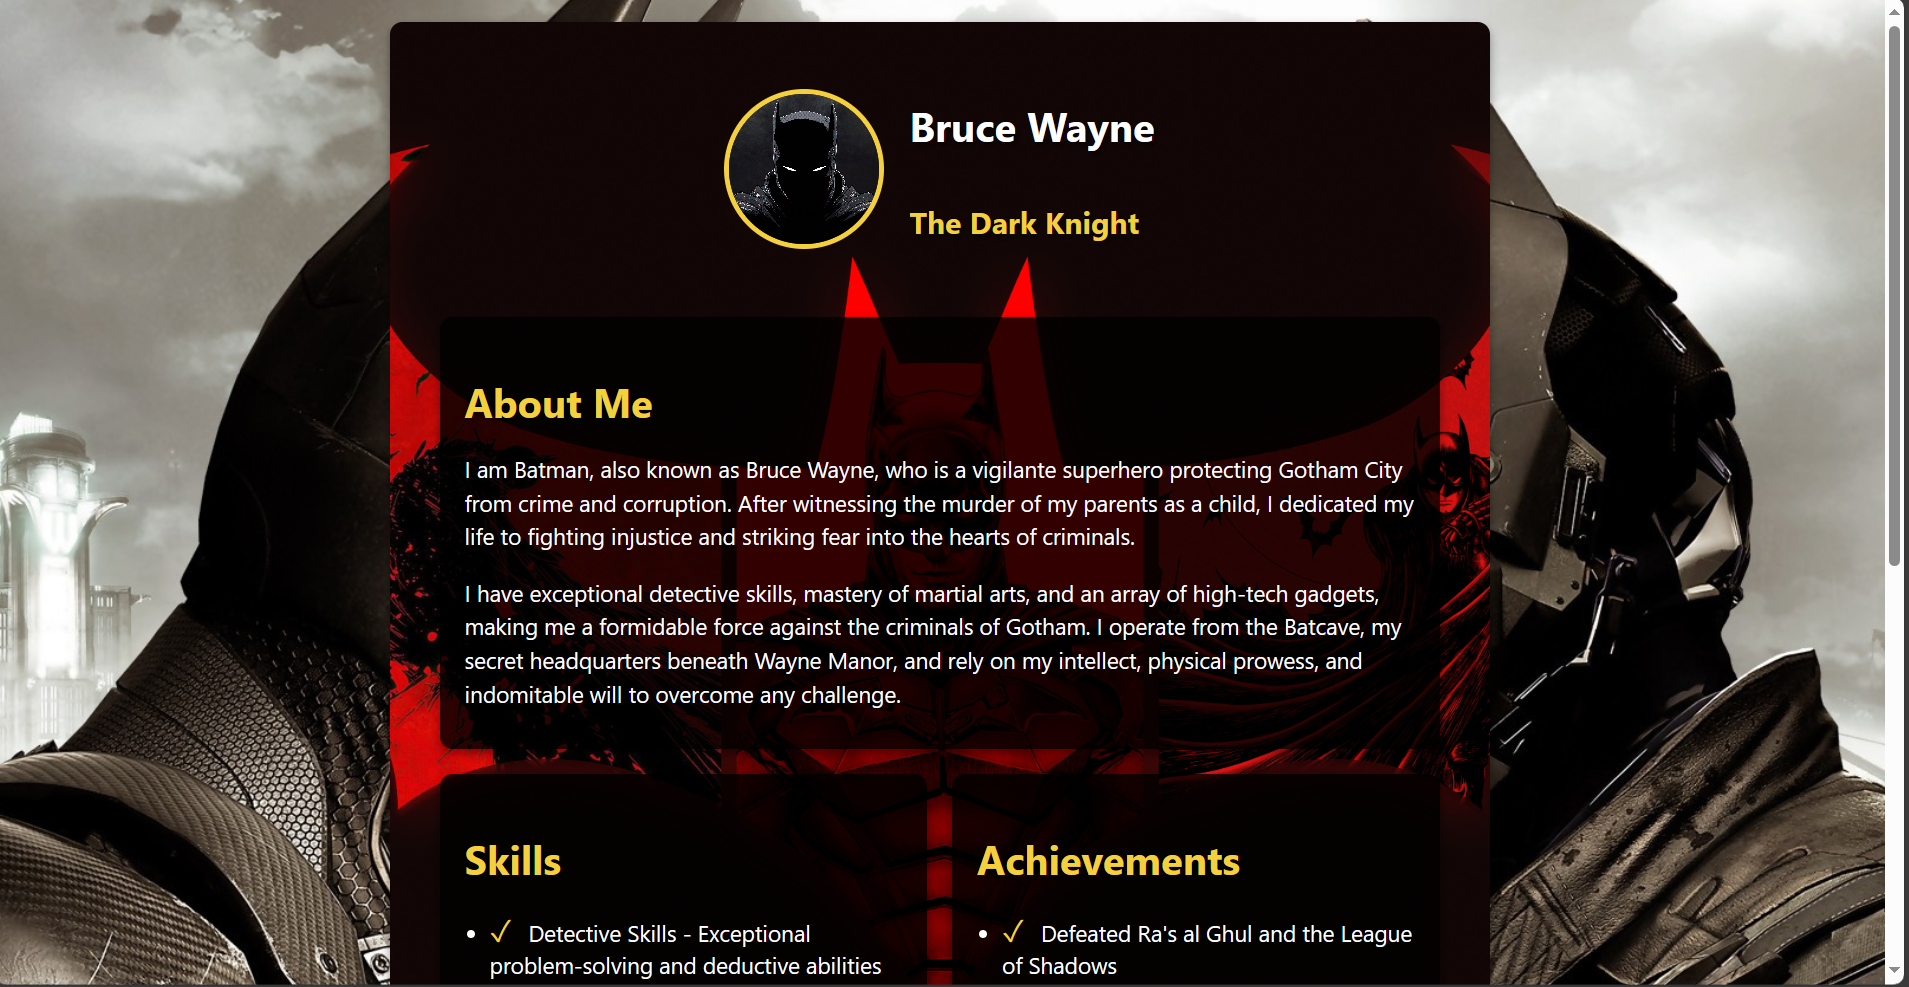 Bruce Wayne
The Dark Knight
About Me
I am Batman, also known as Bruce Wayne, who is a vigilante superhero protecting Gotham City
from crime and corruption. After witnessing the murder of my parents as a child, I dedicated my
life to fighting injustice and striking fear into the hearts of criminals.
I have exceptional detective skills, mastery of martial arts, and an array of high-tech gadgets,
making me a formidable force against the criminals of Gotham. I operate from the Batcave, my
secret headquarters beneath Wayne Manor, and rely on my intellect, physical prowess, and
indomitable will to overcome any challenge.
Skills
• ✓ Detective Skills - Exceptional
problem-solving and deductive abilities
Achievements
• ✓ Defeated Ra's al Ghul and the League
of Shadows